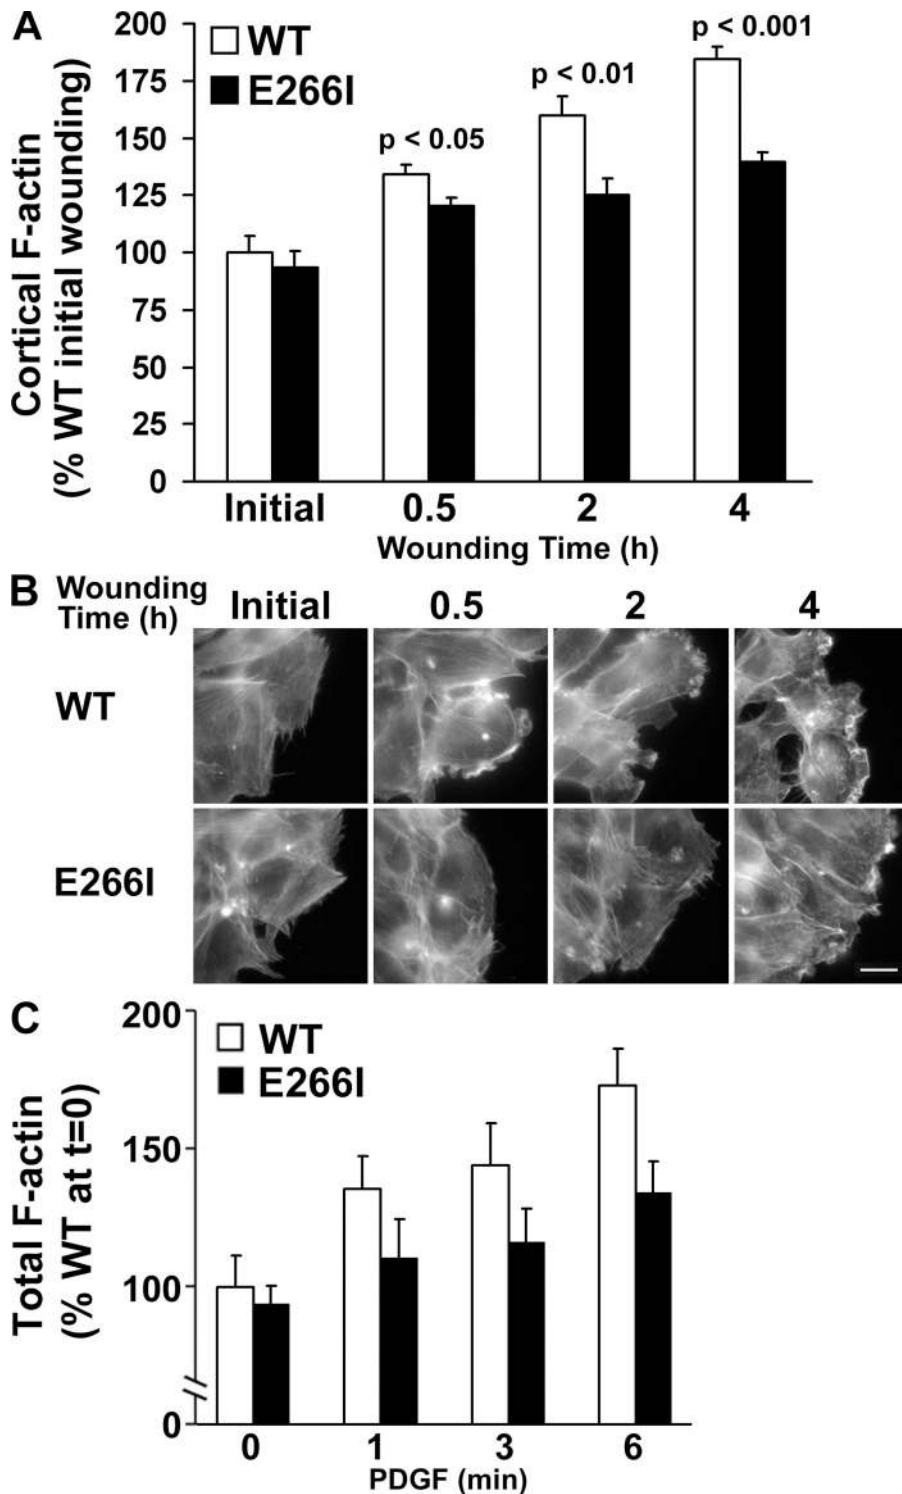 A
Cortical F-actin
(% WT initial wounding)
200
175
150
125
100
75
50
25
0
WT
E266I
p < 0.05
p < 0.01
p < 0.001
Initial 0.5 2 4
Wounding Time (h)
B
Wounding
Time (h)
Initial 0.5 2 4
WT
E266I
C
Total F-actin
(% WT at t=0)
200
150
100
0
WT
E266I
0 1 3 6
PDGF (min)